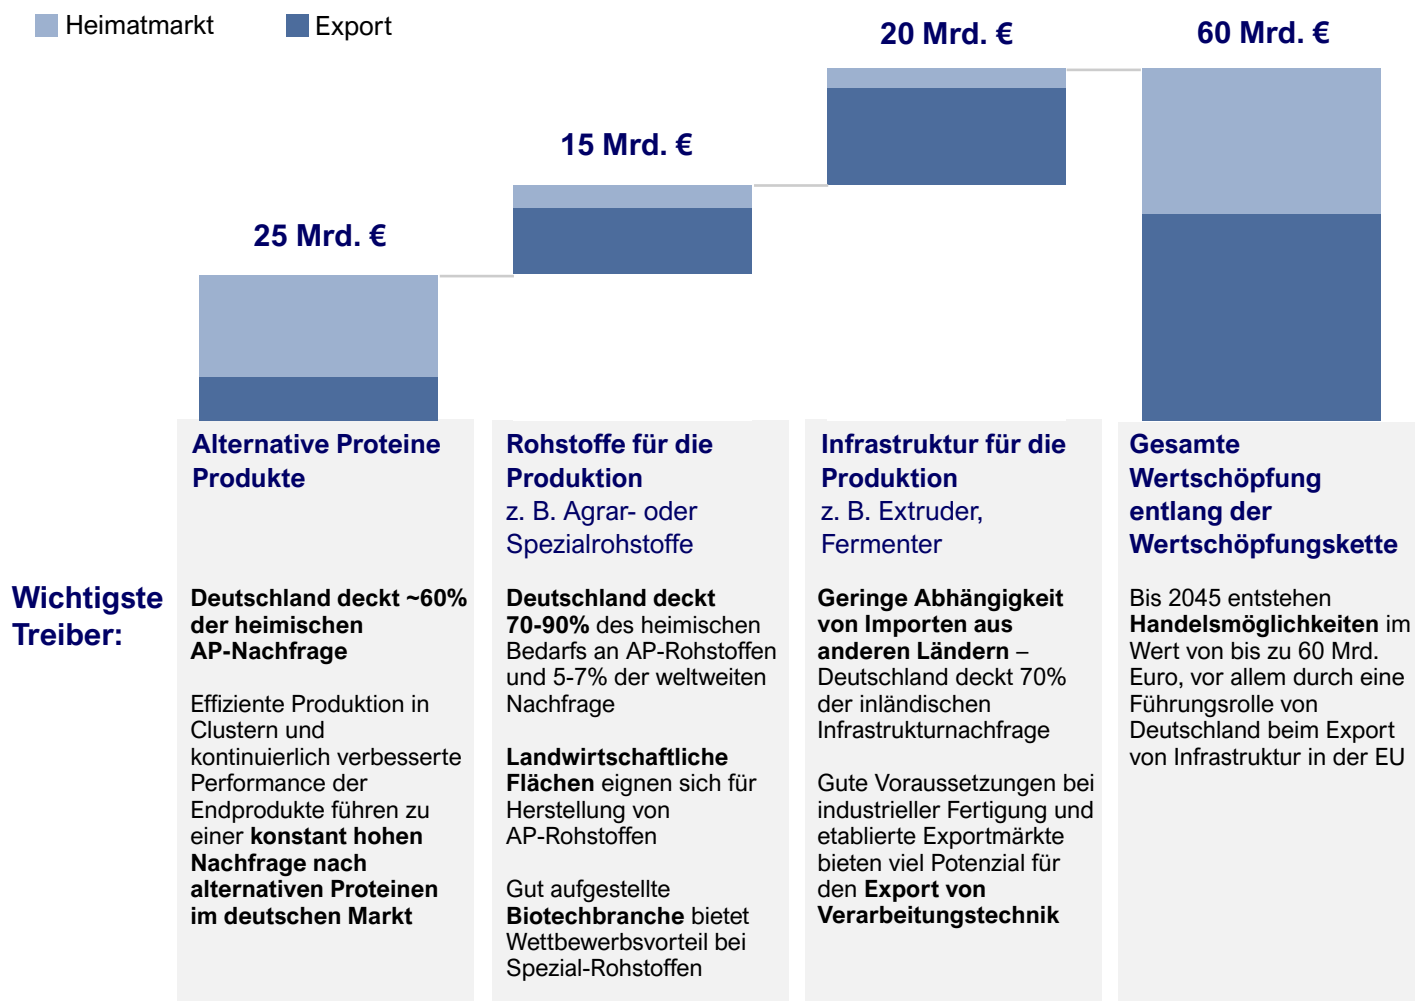 Heimatmarkt
Export
25 Mrd. €
15 Mrd. €
20 Mrd. €
60 Mrd. €
Alternative Proteine
Produkte
Rohstoffe für die
Produktion
z. B. Agrar- oder
Spezialrohstoffe
Infrastruktur für die
Produktion
z. B. Extruder,
Fermenter
Gesamte
Wertschöpfung
entlang der
Wertschöpfungskette
Wichtigste
Treiber:
Deutschland deckt ~60%
der heimischen
AP-Nachfrage
Effiziente Produktion in
Clustern und
kontinuierlich verbesserte
Performance der
Endprodukte führen zu
einer konstant hohen
Nachfrage nach
alternativen Proteinen
im deutschen Markt
Deutschland deckt
70-90% des heimischen
Bedarfs an AP-Rohstoffen
und 5-7% der weltweiten
Nachfrage
Landwirtschaftliche
Flächen eignen sich für
Herstellung von
AP-Rohstoffen
Gut aufgestellte
Biotechbranche bietet
Wettbewerbsvorteil bei
Spezial-Rohstoffen
Geringe Abhängigkeit
von Importen aus
anderen Ländern –
Deutschland deckt 70%
der inländischen
Infrastrukturnachfrage
Gute Voraussetzungen bei
industrieller Fertigung und
etablierte Exportmärkte
bieten viel Potenzial für
den Export von
Verarbeitungstechnik
Bis 2045 entstehen
Handelsmöglichkeiten im
Wert von bis zu 60 Mrd.
Euro, vor allem durch eine
Führungsrolle von
Deutschland beim Export
von Infrastruktur in der EU